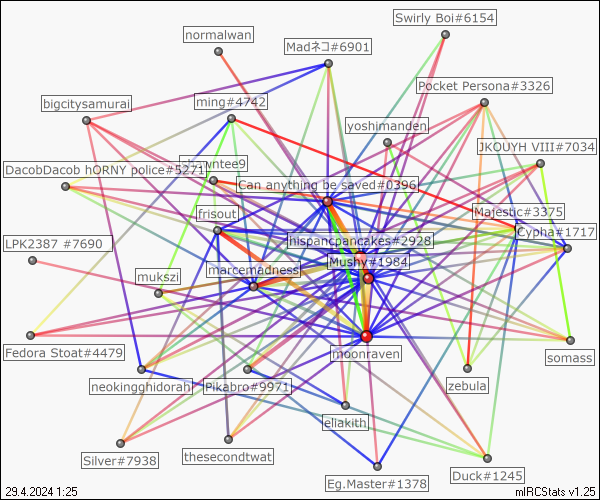 Swirly Boi#6154
normalwan
Madネコ#6901
Pocket Persona#3326
bigcitysamurai
ming#4742
yoshimanden
JKOUYH VIII#7034
DacobDacob hORNY police#5271
Can anything be saved#0396
frisout
Majestic#3375
Cypha#1717
LPK2387 #7690
hispancpancakes#2928
Mushy#1984
marcemadness
mukszi
Fedora Stoat#4479
moonraven
somass
neokingghidorah
Pikabro#9971
zebula
eliakith
Silver#7938
thesecondtwat
Duck#1245
Eg.Master#1378
29.4.2024 1:25
mIRCStats v1.25